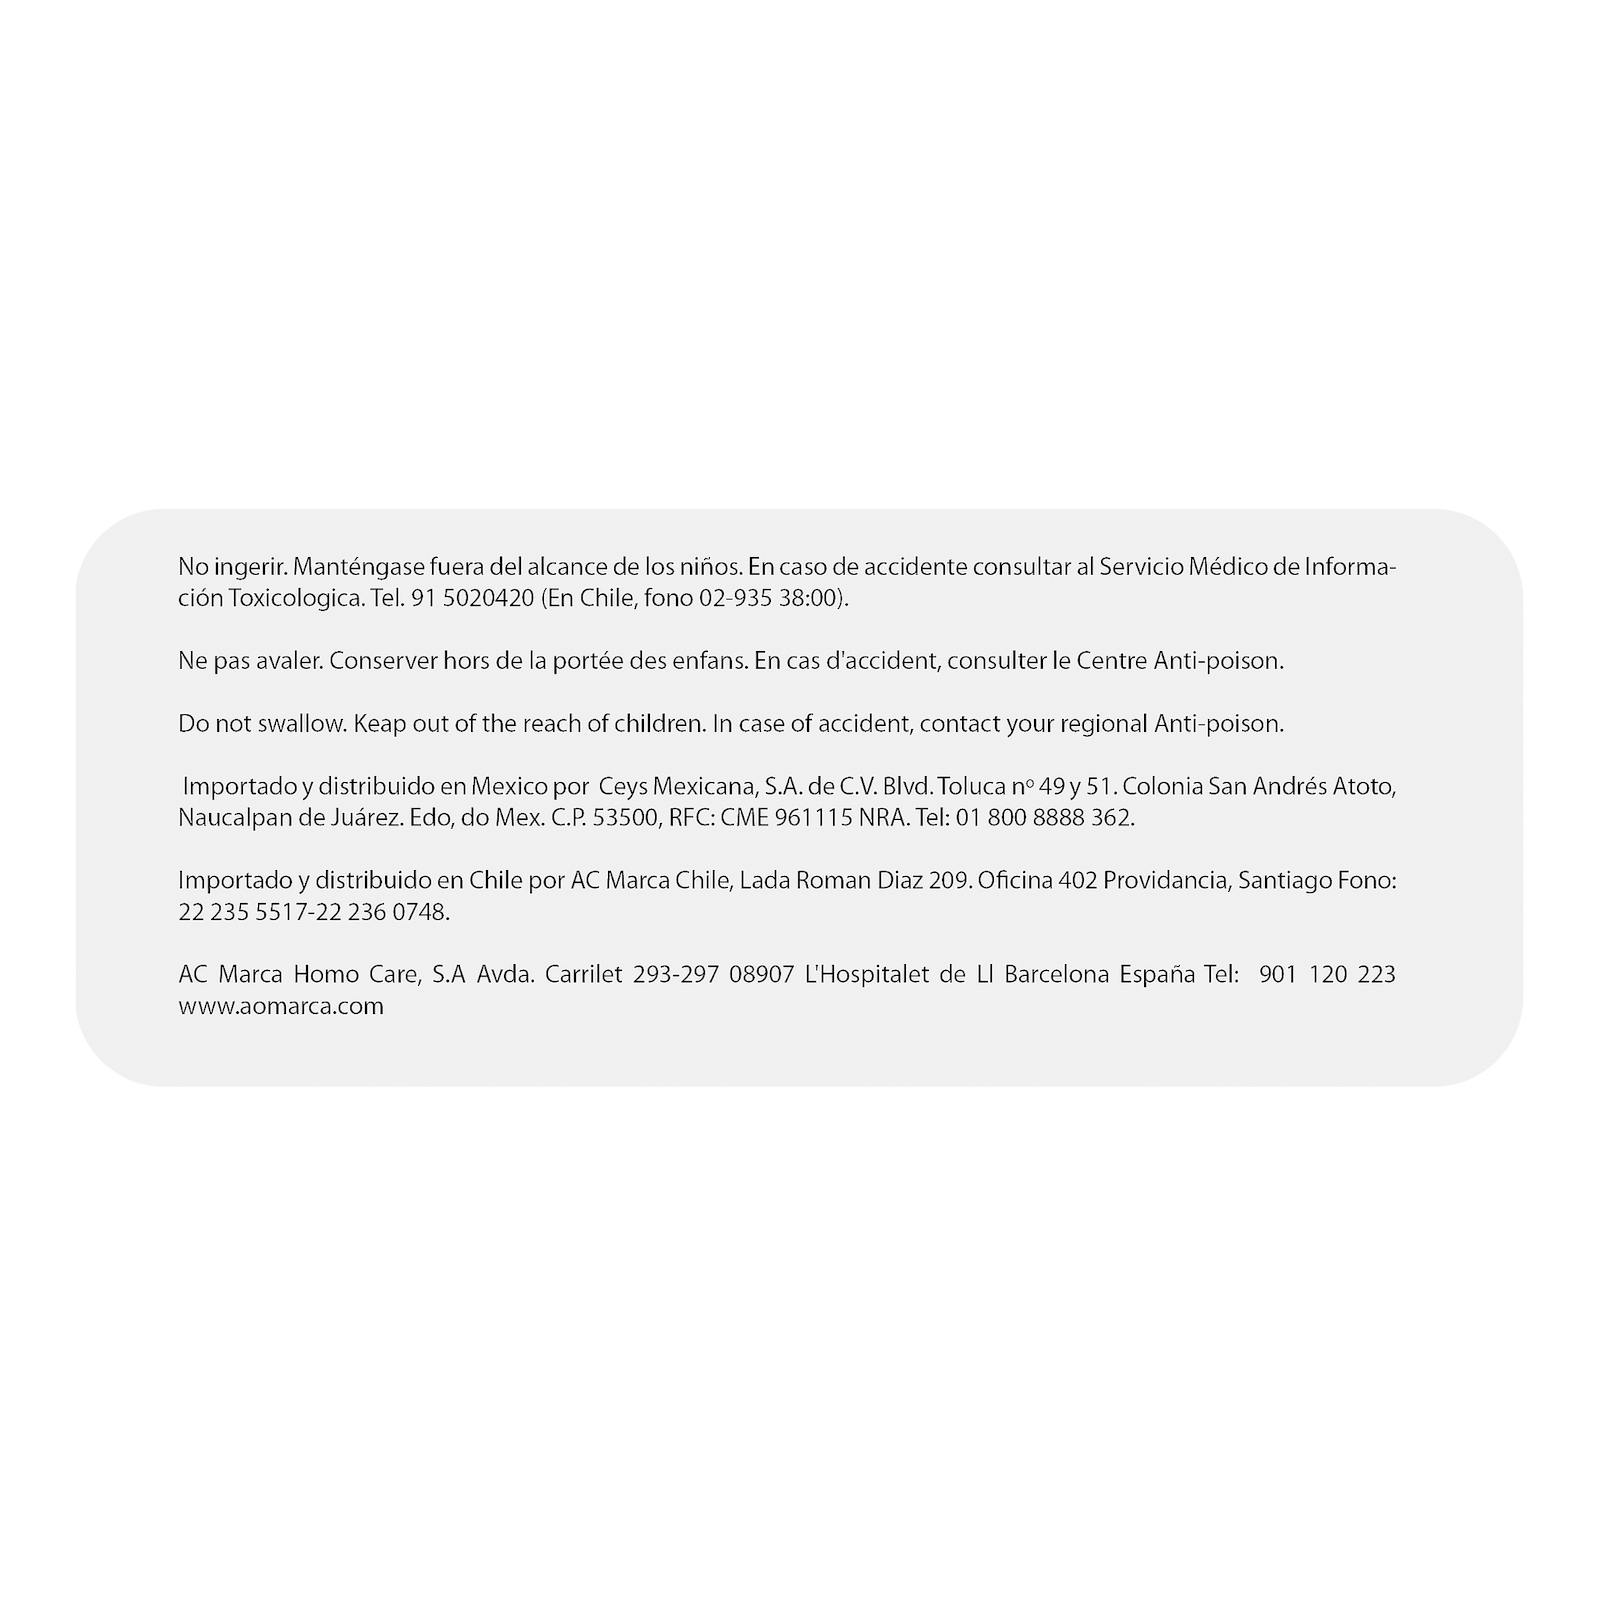 No ingerir. Manténgase fuera del alcance de los niños. En caso de accidente consultar al Servicio Médico de Informa-
ción Toxicologica. Tel. 91 5020420 (En Chile, fono 02-935 38:00).
Ne pas avaler. Conserver hors de la portée des enfans. En cas d'accident, consulter le Centre Anti-poison.
Do not swallow. Keap out of the reach of children. In case of accident, contact your regional Anti-poison.
Importado y distribuido en Mexico por Ceys Mexicana, S.A. de C.V. Blvd. Toluca nº 49 y 51. Colonia San Andrés Atoto,
Naucalpan de Juárez. Edo, do Mex. C.P. 53500, RFC: CME 961115 NRA. Tel: 01 800 8888 362.
Importado y distribuido en Chile por AC Marca Chile, Lada Roman Diaz 209. Oficina 402 Providancia, Santiago Fono:
22 235 5517-22 236 0748.
AC Marca Homo Care, S.A Avda. Carrilet 293-297 08907 L'Hospitalet de Ll Barcelona España Tel: 901 120 223
www.aomarca.com